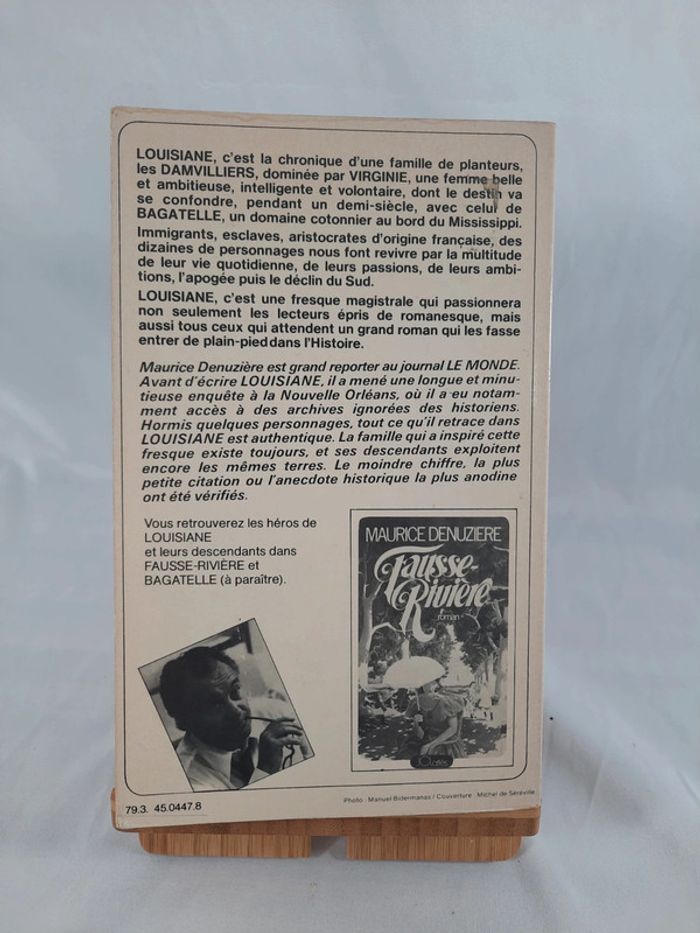 LOUISIANE, c'est la chronique d'une famille de planteurs,
les DAMVILLIERS, dominée par VIRGINIE, une femme belle
et ambitieuse, intelligente et volontaire, dont le destin va
se confondre, pendant un demi-siècle, avec celui de
BAGATELLE, un domaine cotonnier au bord du Mississippi.
Immigrants, esclaves, aristocrates d'origine française, des
dizaines de personnages nous font revivre par la multitude
de leur vie quotidienne, de leurs passions, de leurs ambi-
tions, l'apogée puis le déclin du Sud.
LOUISIANE, c'est une fresque magistrale qui passionnera
non seulement les lecteurs épris de romanesque, mais
aussi tous ceux qui attendent un grand roman qui les fasse
entrer de plain-pied dans l'Histoire.
Maurice Denuzière est grand reporter au journal LE MONDE.
Avant d'écrire LOUISIANE, il a mené une longue et minu-
tieuse enquête à la Nouvelle Orléans, où il a eu notam-
ment accès à des archives ignorées des historiens.
Hormis quelques personnages, tout ce qu'il retrace dans
LOUISIANE est authentique. La famille qui a inspiré cette
fresque existe toujours, et ses descendants exploitent
encore les mêmes terres. Le moindre chiffre, la plus
petite citation ou l'anecdote historique la plus anodine
ont été vérifiés.
Vous retrouverez les héros de
LOUISIANE
et leurs descendants dans
FAUSSE-RIVIÈRE et
BAGATELLE (à paraître).
MAURICE DENUZIERE
Fausse-
Rivière
roman
79.3. 45.0447.8
Photo : Manuel Bidermanas / Couverture : Michel de Séréville